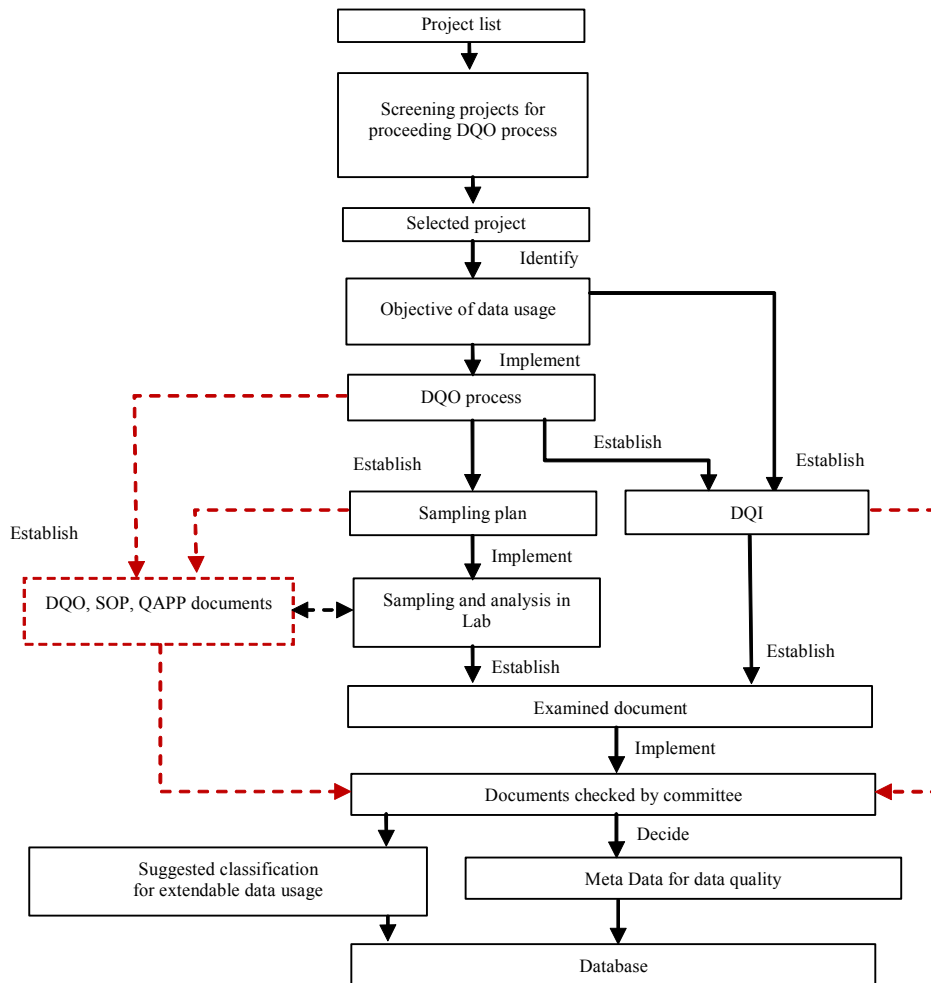 Project list
Screening projects for
proceeding DQO process
Selected project
Identify
Objective of data usage
Implement
DQO process
Establish
Establish
Establish
Sampling plan
DQI
Establish
Implement
DQO, SOP, QAPP documents
Sampling and analysis in
Lab
Establish
Establish
Examined document
Implement
Documents checked by committee
Decide
Suggested classification
for extendable data usage
Meta Data for data quality
Database